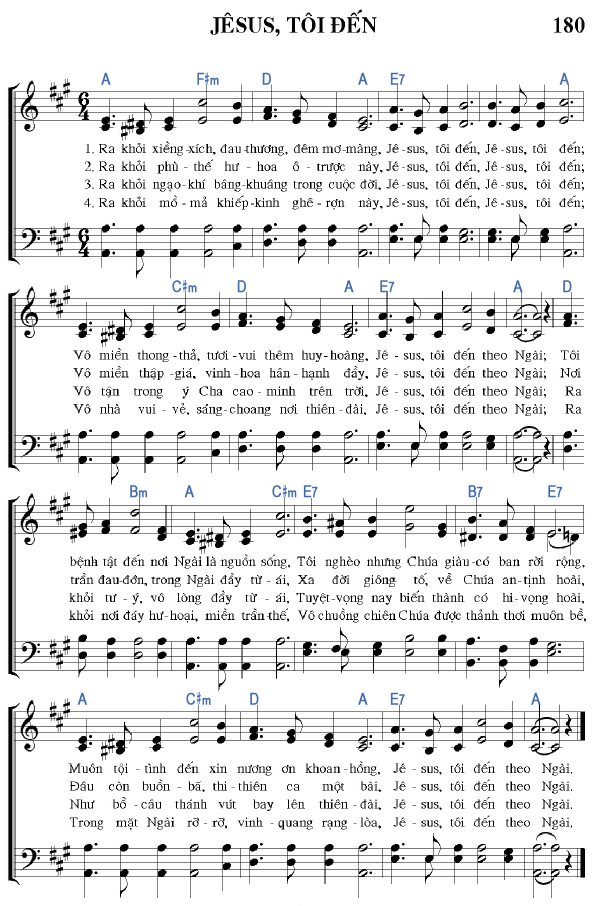 JÊSUS, TÔI ĐẾN 180
A F#m D A E7 A
6 4
1. Ra khỏi xiềng-xích, đau-thương, đêm mơ-màng, Jê-sus, tôi đến, Jê-sus, tôi đến;
2. Ra khỏi phù-thế hư-hoa ô-trược này, Jê-sus, tôi đến, Jê-sus, tôi đến;
3. Ra khỏi ngạo-khí bâng-khuâng trong cuộc đời, Jê-sus, tôi đến, Jê-sus, tôi đến;
4. Ra khỏi mồ-mả khiếp-kinh ghê-rợn này, Jê-sus, tôi đến, Jê-sus, tôi đến;
6 4
C#m D A E7 A D
Vô miền thong-thả, tươi-vui thêm huy-hoàng, Jê-sus, tôi đến theo Ngài; Tôi
Vô miền thập-giá, vinh-hoa hân-hạnh đầy, Jê-sus, tôi đến theo Ngài; Nơi
Vô tận trong ý Cha cao-minh trên trời, Jê-sus, tôi đến theo Ngài; Ra
Vô nhà vui-vẻ, sáng-choang nơi thiên-đài, Jê-sus, tôi đến theo Ngài; Ra
Bm A C#m E7 B7 E7
bệnh tật đến nơi Ngài là nguồn sống, Tôi nghèo nhưng Chúa giàu-có ban rời rộng,
trần đau-đớn, trong Ngài đầy từ-ái, Xa đời giông-tố, về Chúa an-tịnh hoài,
khỏi tư-ý, vô lòng đầy từ-ái, Tuyệt-vọng nay biến thành có hi-vọng hoài,
khỏi nơi đáy hư-hoại, miền trần-thế, Vô chuồng chiên Chúa được thảnh thơi muôn bề,
A C#m D A E7 A
Muôn tội-tình đến xin nương ơn khoan-hồng, Jê-sus, tôi đến theo Ngài.
Đâu còn buồn-bã, thi-thiên ca một bài, Jê-sus, tôi đến theo Ngài.
Như bồ-câu thánh vút bay lên thiên-đài, Jê-sus, tôi đến theo Ngài.
Trong mặt Ngài rỡ-rỡ, vinh-quang rạng-lòa, Jê-sus, tôi đến theo Ngài.